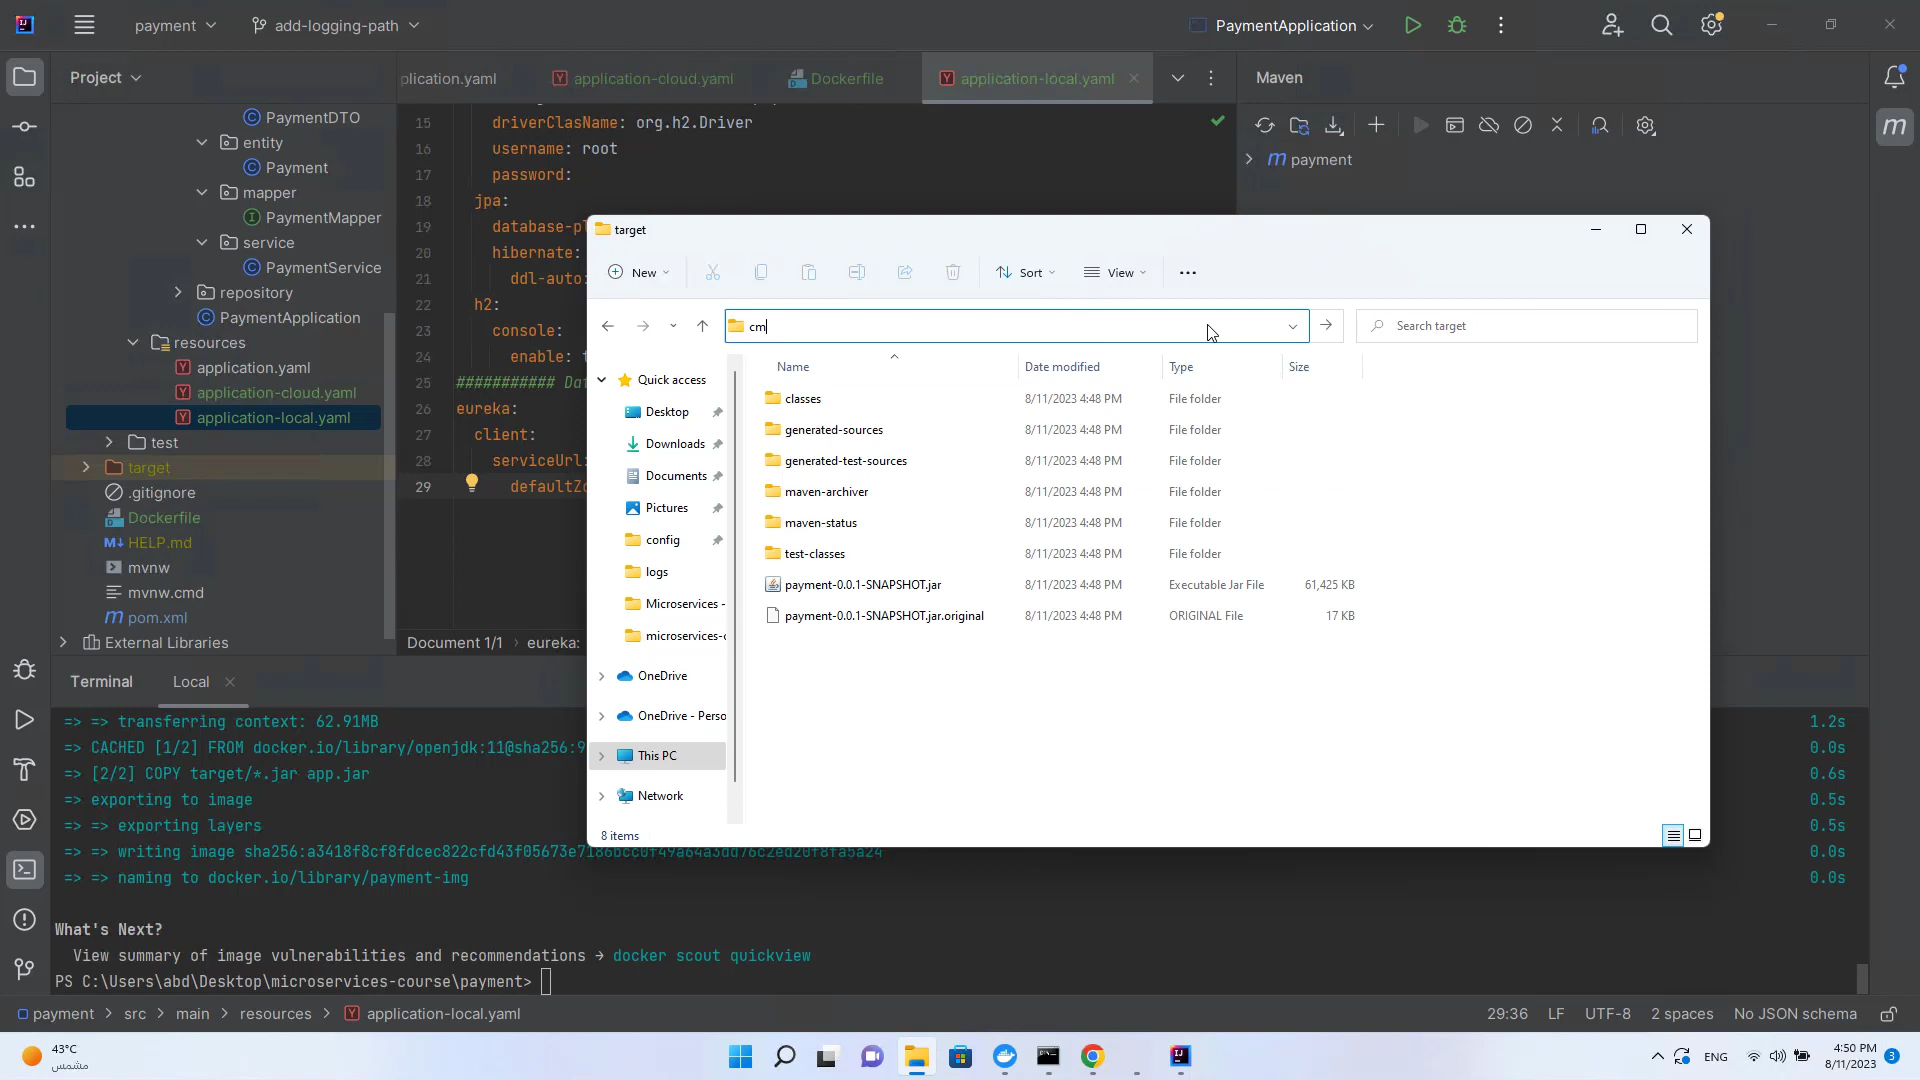 payment
add-logging-path
PaymentApplication
Project
plication.yaml
application-cloud.yaml
Dockerfile
application-local.yaml
Maven
PaymentDTO
entity
Payment
mapper
PaymentMapper
service
PaymentService
repository
PaymentApplication
resources
application.yaml
application-cloud.yaml
application-local.yaml
test
target
.gitignore
Dockerfile
M↓ HELP.md
mvnw
mvnw.cmd
m pom.xml
External Libraries
15 driverClasName: org.h2.Driver
16 username: root
17 password:
18 jpa:
19 database-pl
20 hibernate:
21 ddl-auto:
22 h2:
23 console:
24 enable:
25 ########### Dat
26 eureka:
27 client:
28 serviceUrl:
29 defaultZo
Document 1/1 › eureka:
m payment
target
New
Sort
View
cm
Search target
Name Date modified Type Size
Quick access
Desktop
Downloads
Documents
Pictures
config
logs
Microservices -
microservices-c
OneDrive
OneDrive - Perso
This PC
Network
classes 8/11/2023 4:48 PM File folder
generated-sources 8/11/2023 4:48 PM File folder
generated-test-sources 8/11/2023 4:48 PM File folder
maven-archiver 8/11/2023 4:48 PM File folder
maven-status 8/11/2023 4:48 PM File folder
test-classes 8/11/2023 4:48 PM File folder
payment-0.0.1-SNAPSHOT.jar 8/11/2023 4:48 PM Executable Jar File 61,425 KB
payment-0.0.1-SNAPSHOT.jar.original 8/11/2023 4:48 PM ORIGINAL File 17 KB
8 items
Terminal Local
=> => transferring context: 62.91MB 1.2s
=> CACHED [1/2] FROM docker.io/library/openjdk:11@sha256:9 0.0s
=> [2/2] COPY target/*.jar app.jar 0.6s
=> exporting to image 0.5s
=> => exporting layers 0.5s
=> => writing image 0.0s
=> => naming to docker.io/library/payment-img 0.0s
What's Next?
View summary of image vulnerabilities and recommendations → docker scout quickview
PS C:\Users\abd\Desktop\microservices-course\payment>
payment › src › main › resources › application-local.yaml
29:36 LF UTF-8 2 spaces No JSON schema
43°C
مشمس
ENG
4:50 PM
8/11/2023
3